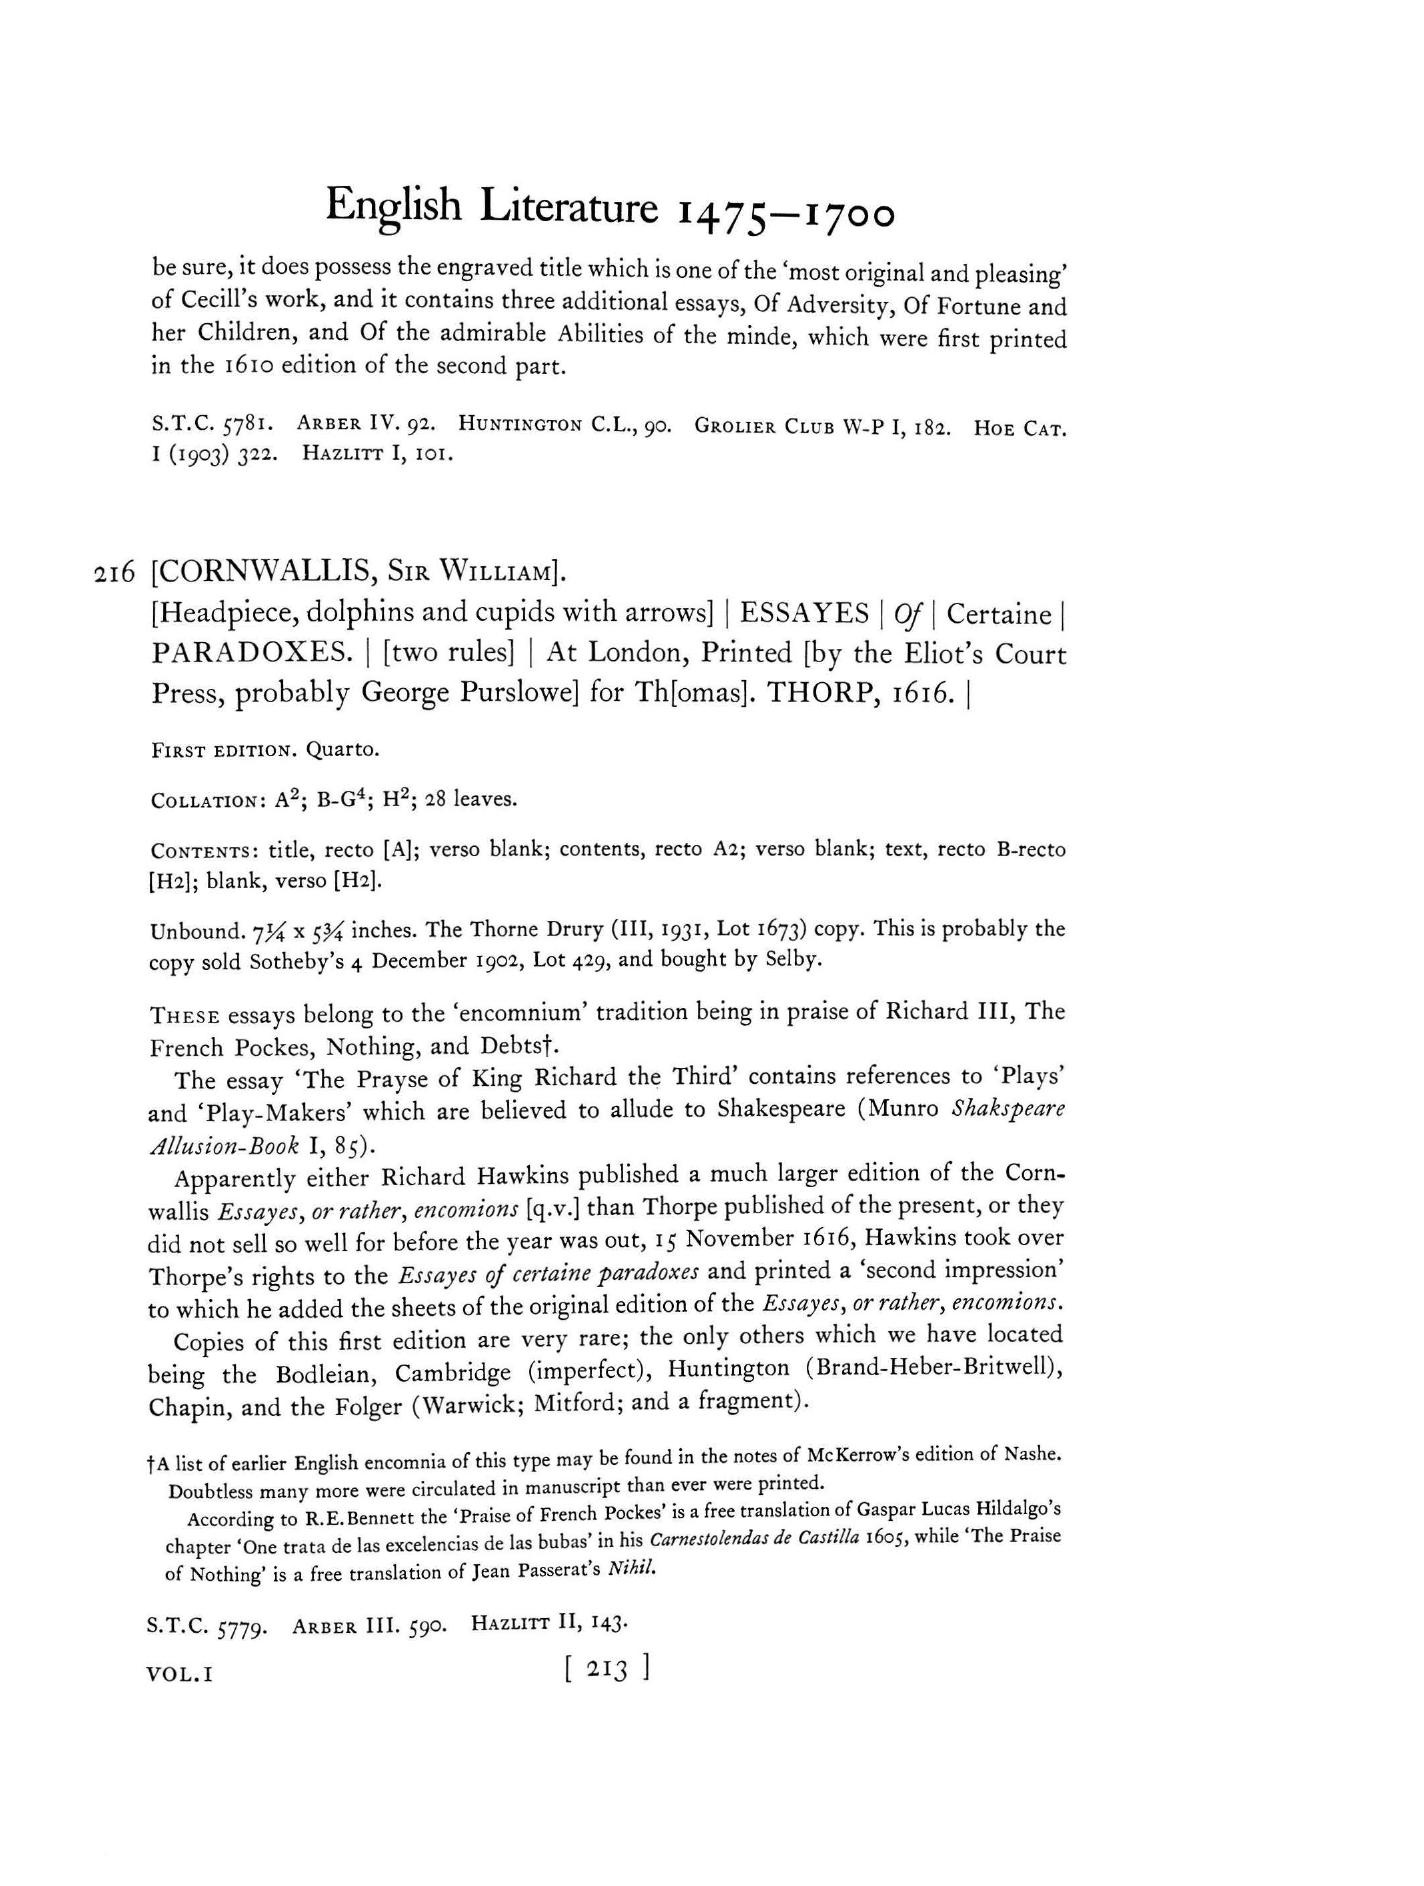 English Literature 1475–1700
be sure, it does possess the engraved title which is one of the ‘most original and pleasing’
of Cecill’s work, and it contains three additional essays, Of Adversity, Of Fortune and
her Children, and Of the admirable Abilities of the minde, which were first printed
in the 1610 edition of the second part.
S.T.C. 5781. Arber IV. 92. Huntington C.L., 90. Grolier Club W-P I, 182. Hoe Cat.
I (1903) 322. Hazlitt I, 101.
216 [CORNWALLIS, Sir William].
[Headpiece, dolphins and cupids with arrows] | ESSAYES | Of | Certaine |
PARADOXES. | [two rules] | At London, Printed [by the Eliot’s Court
Press, probably George Purslowe] for Th[omas]. THORP, 1616. |
First edition. Quarto.
Collation: A²; B-G⁴; H²; 28 leaves.
Contents: title, recto [A]; verso blank; contents, recto A2; verso blank; text, recto B-recto
[H2]; blank, verso [H2].
Unbound. 7¼ x 5¾ inches. The Thorne Drury (III, 1931, Lot 1673) copy. This is probably the
copy sold Sotheby’s 4 December 1902, Lot 429, and bought by Selby.
These essays belong to the ‘encomnium’ tradition being in praise of Richard III, The
French Pockes, Nothing, and Debts†.
The essay ‘The Prayse of King Richard the Third’ contains references to ‘Plays’
and ‘Play-Makers’ which are believed to allude to Shakespeare (Munro Shakspeare
Allusion-Book I, 85).
Apparently either Richard Hawkins published a much larger edition of the Corn-
wallis Essayes, or rather, encomions [q.v.] than Thorpe published of the present, or they
did not sell so well for before the year was out, 15 November 1616, Hawkins took over
Thorpe’s rights to the Essayes of certaine paradoxes and printed a ‘second impression’
to which he added the sheets of the original edition of the Essayes, or rather, encomions.
Copies of this first edition are very rare; the only others which we have located
being the Bodleian, Cambridge (imperfect), Huntington (Brand-Heber-Britwell),
Chapin, and the Folger (Warwick; Mitford; and a fragment).
†A list of earlier English encomnia of this type may be found in the notes of McKerrow’s edition of Nashe.
Doubtless many more were circulated in manuscript than ever were printed.
According to R.E.Bennett the ‘Praise of French Pockes’ is a free translation of Gaspar Lucas Hildalgo’s
chapter ‘One trata de las excelencias de las bubas’ in his Carnestolendas de Castilla 1605, while ‘The Praise
of Nothing’ is a free translation of Jean Passerat’s Nihil.
S.T.C. 5779. Arber III. 590. Hazlitt II, 143.
VOL.I [ 213 ]